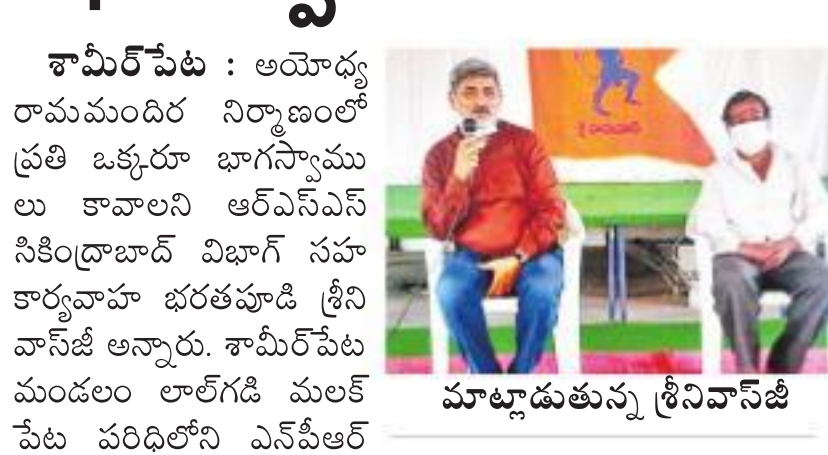 శామీర్‌పేట : అయోధ్య
రామమందిర నిర్మాణంలో
ప్రతి ఒక్కరూ భాగస్వాము
లు కావాలని ఆర్ఎస్ఎస్
సికింద్రాబాద్ విభాగ్ సహ
కార్యవాహ భరతపూడి శ్రీని
వాస్‌జీ అన్నారు. శామీర్‌పేట
మండలం లాల్‌గడి మలక్
పేట పరిధిలోని ఎన్‌పీఆర్
మాట్లాడుతున్న శ్రీనివాస్‌జీ